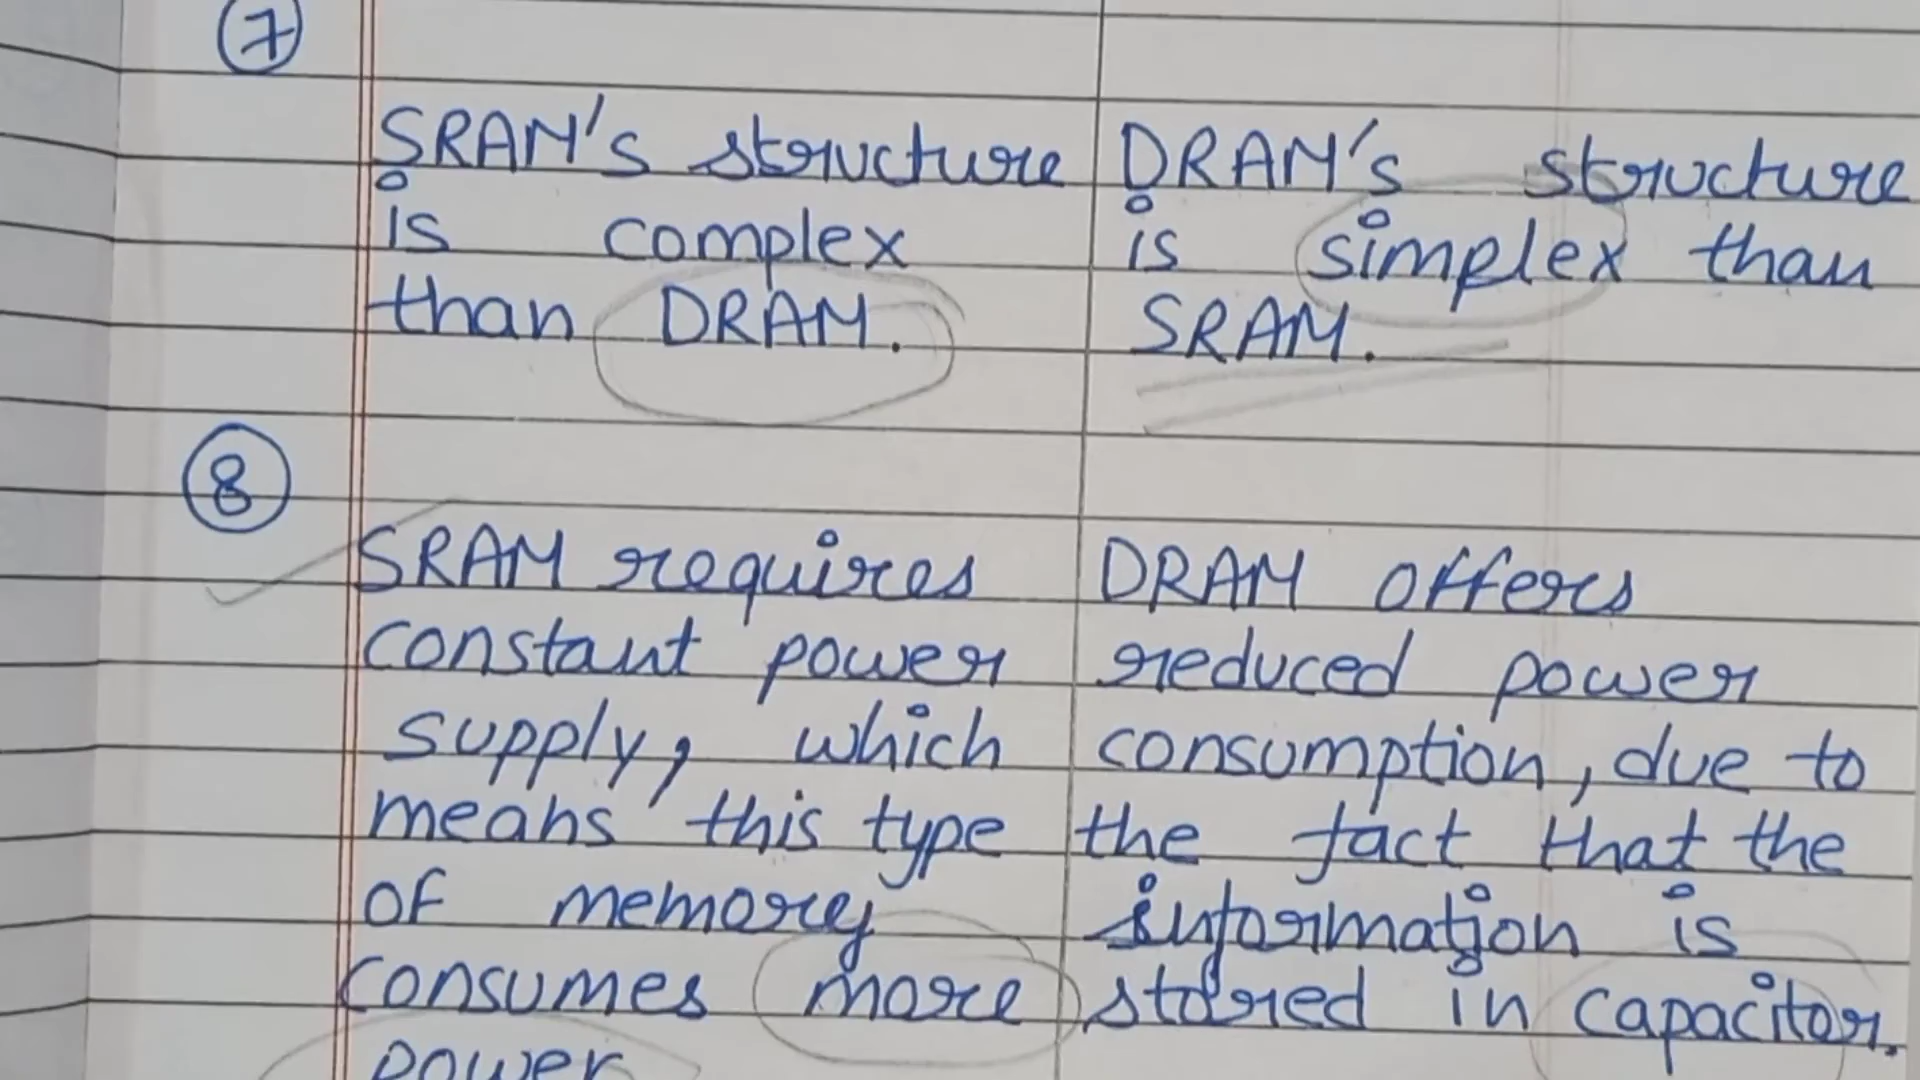 7
SRAM's structure
is complex
than DRAM.
DRAM's structure
is simplex than
SRAM.
8
SRAM requires
constant power
supply, which
means this type
of memory
consumes more
power
DRAM offers
reduced power
consumption, due to
the fact that the
information is
stored in capacitor.